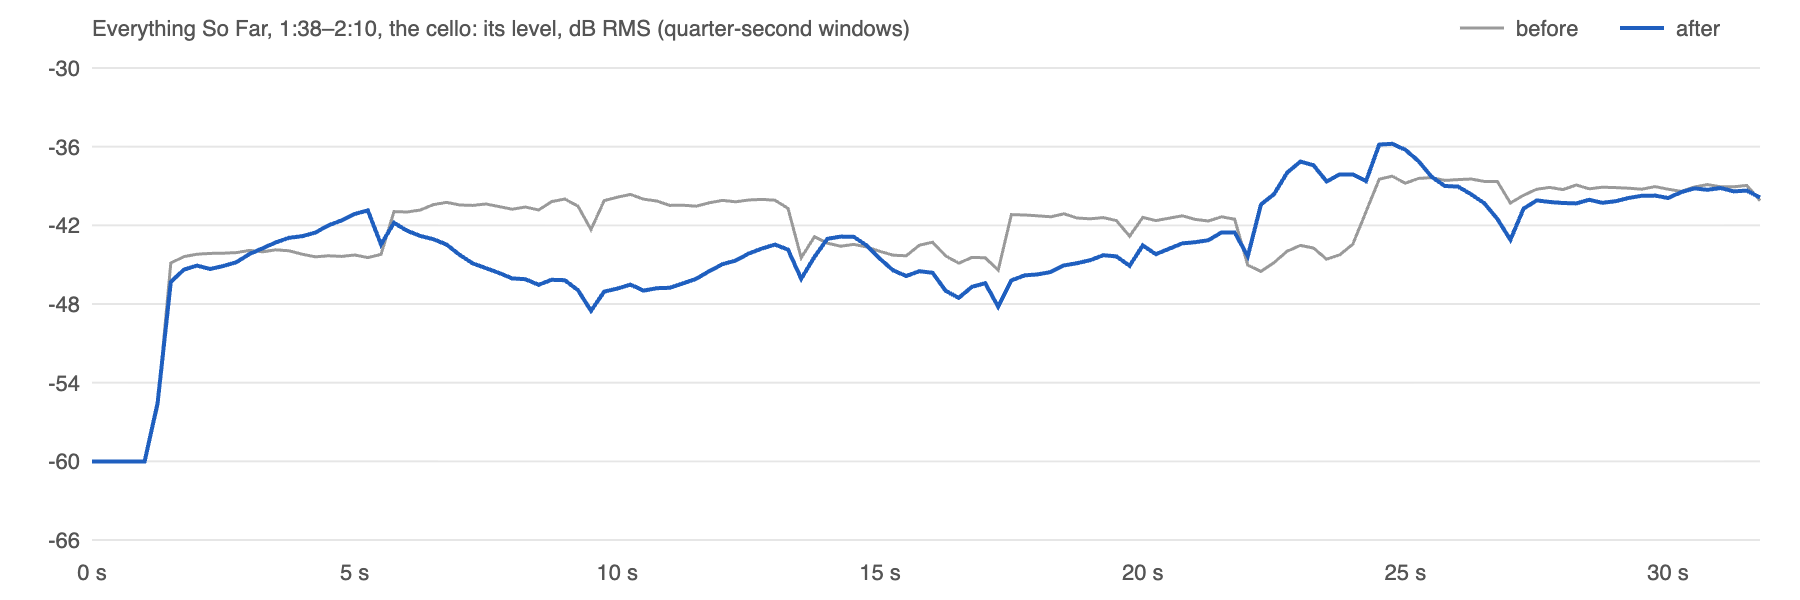 Everything So Far, 1:38–2:10, the cello: its level, dB RMS (quarter-second windows)
before
after
-30
-36
-42
-48
-54
-60
-66
0 s
5 s
10 s
15 s
20 s
25 s
30 s